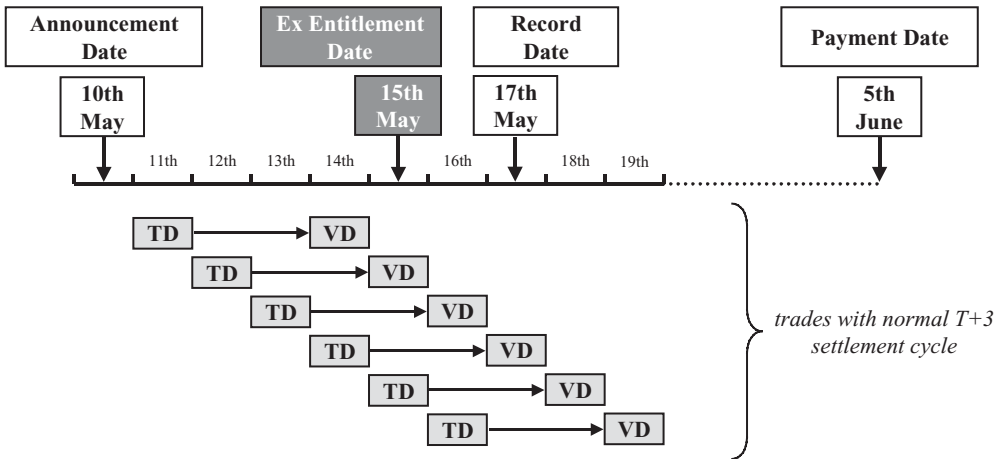 Announcement
Date
Ex Entitlement
Date
Record
Date
Payment Date
10th
May
15th
May
17th
May
5th
June
11th
12th
13th
14th
16th
18th
19th
TD
VD
TD
VD
TD
VD
TD
VD
TD
VD
TD
VD
trades with normal T+3
settlement cycle